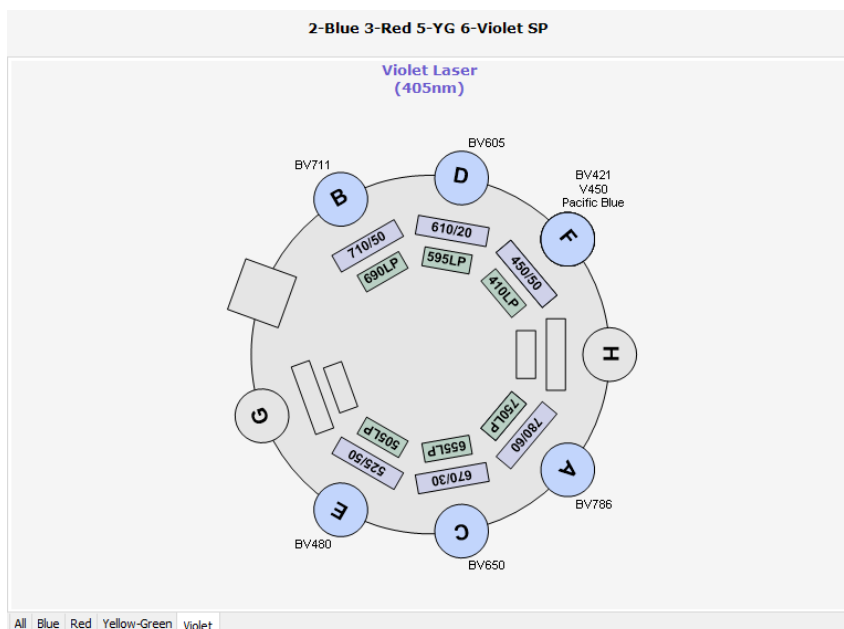 2-Blue 3-Red 5-YG 6-Violet SP
Violet Laser
(405nm)
BV605
BV711
BV421
V450
Pacific Blue
D
B
F
710/50
610/20
450/50
690LP
595LP
410LP
H
G
505LP
655LP
750LP
525/50
670/30
780/60
E
C
A
BV480
BV650
BV786
All Blue Red Yellow-Green Violet